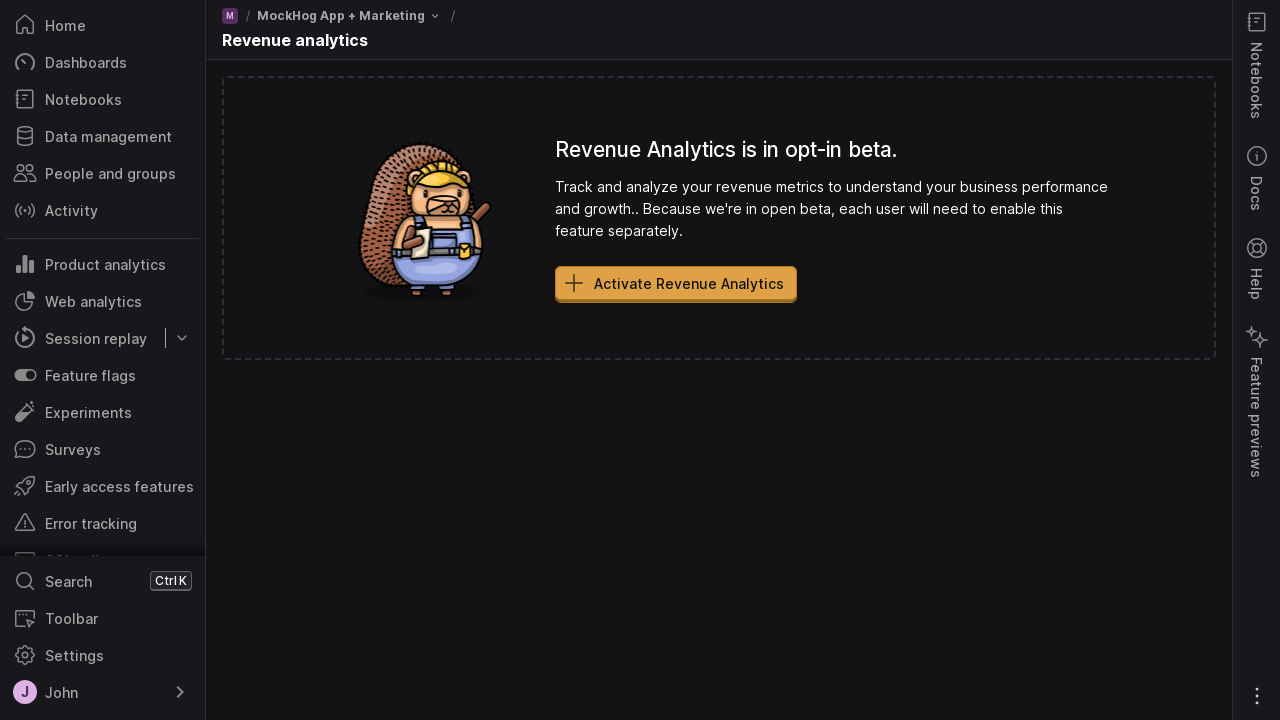 Home
Dashboards
Notebooks
Data management
People and groups
Activity
Product analytics
Web analytics
Session replay
Feature flags
Experiments
Surveys
Early access features
Error tracking
Search Ctrl K
Toolbar
Settings
J John
M / MockHog App + Marketing /
Revenue analytics
Revenue Analytics is in opt-in beta.
Track and analyze your revenue metrics to understand your business performance
and growth.. Because we're in open beta, each user will need to enable this
feature separately.
Activate Revenue Analytics
Notebooks
Docs
Help
Feature previews